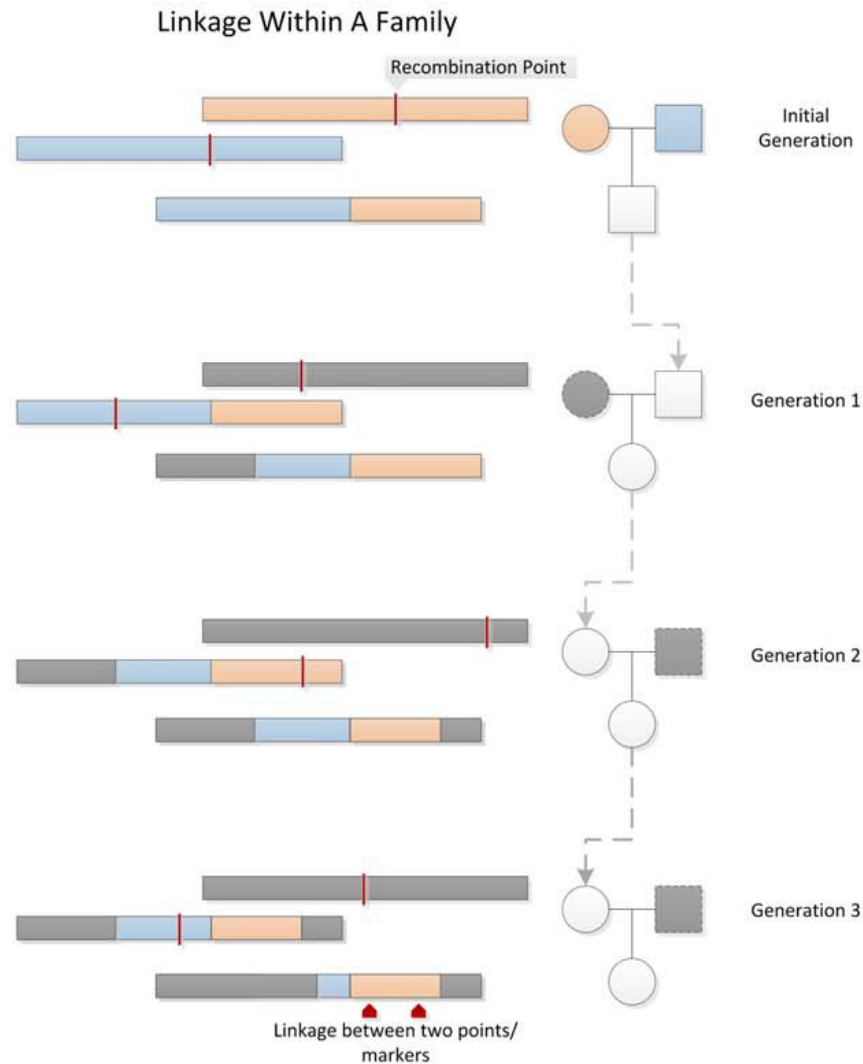 Linkage Within A Family
Recombination Point
Initial
Generation
Generation 1
Generation 2
Generation 3
Linkage between two points/
markers